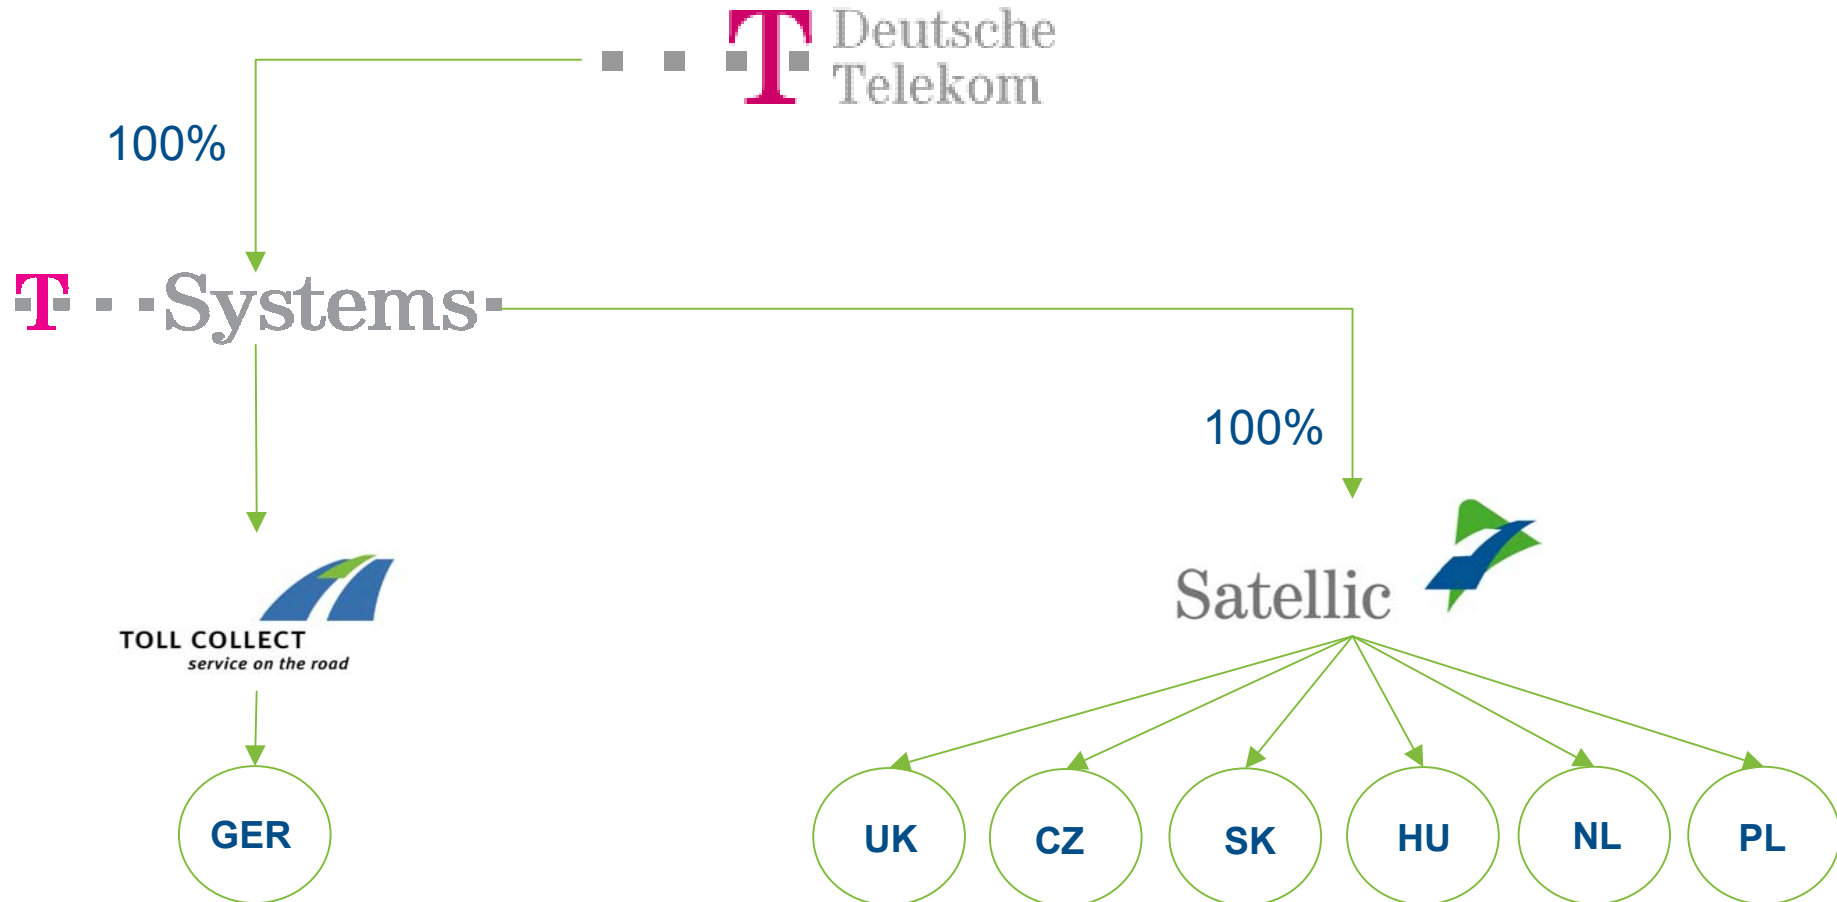 Deutsche
Telekom
100%
T Systems
100%
Satellic
TOLL COLLECT
service on the road
GER
UK
CZ
SK
HU
NL
PL